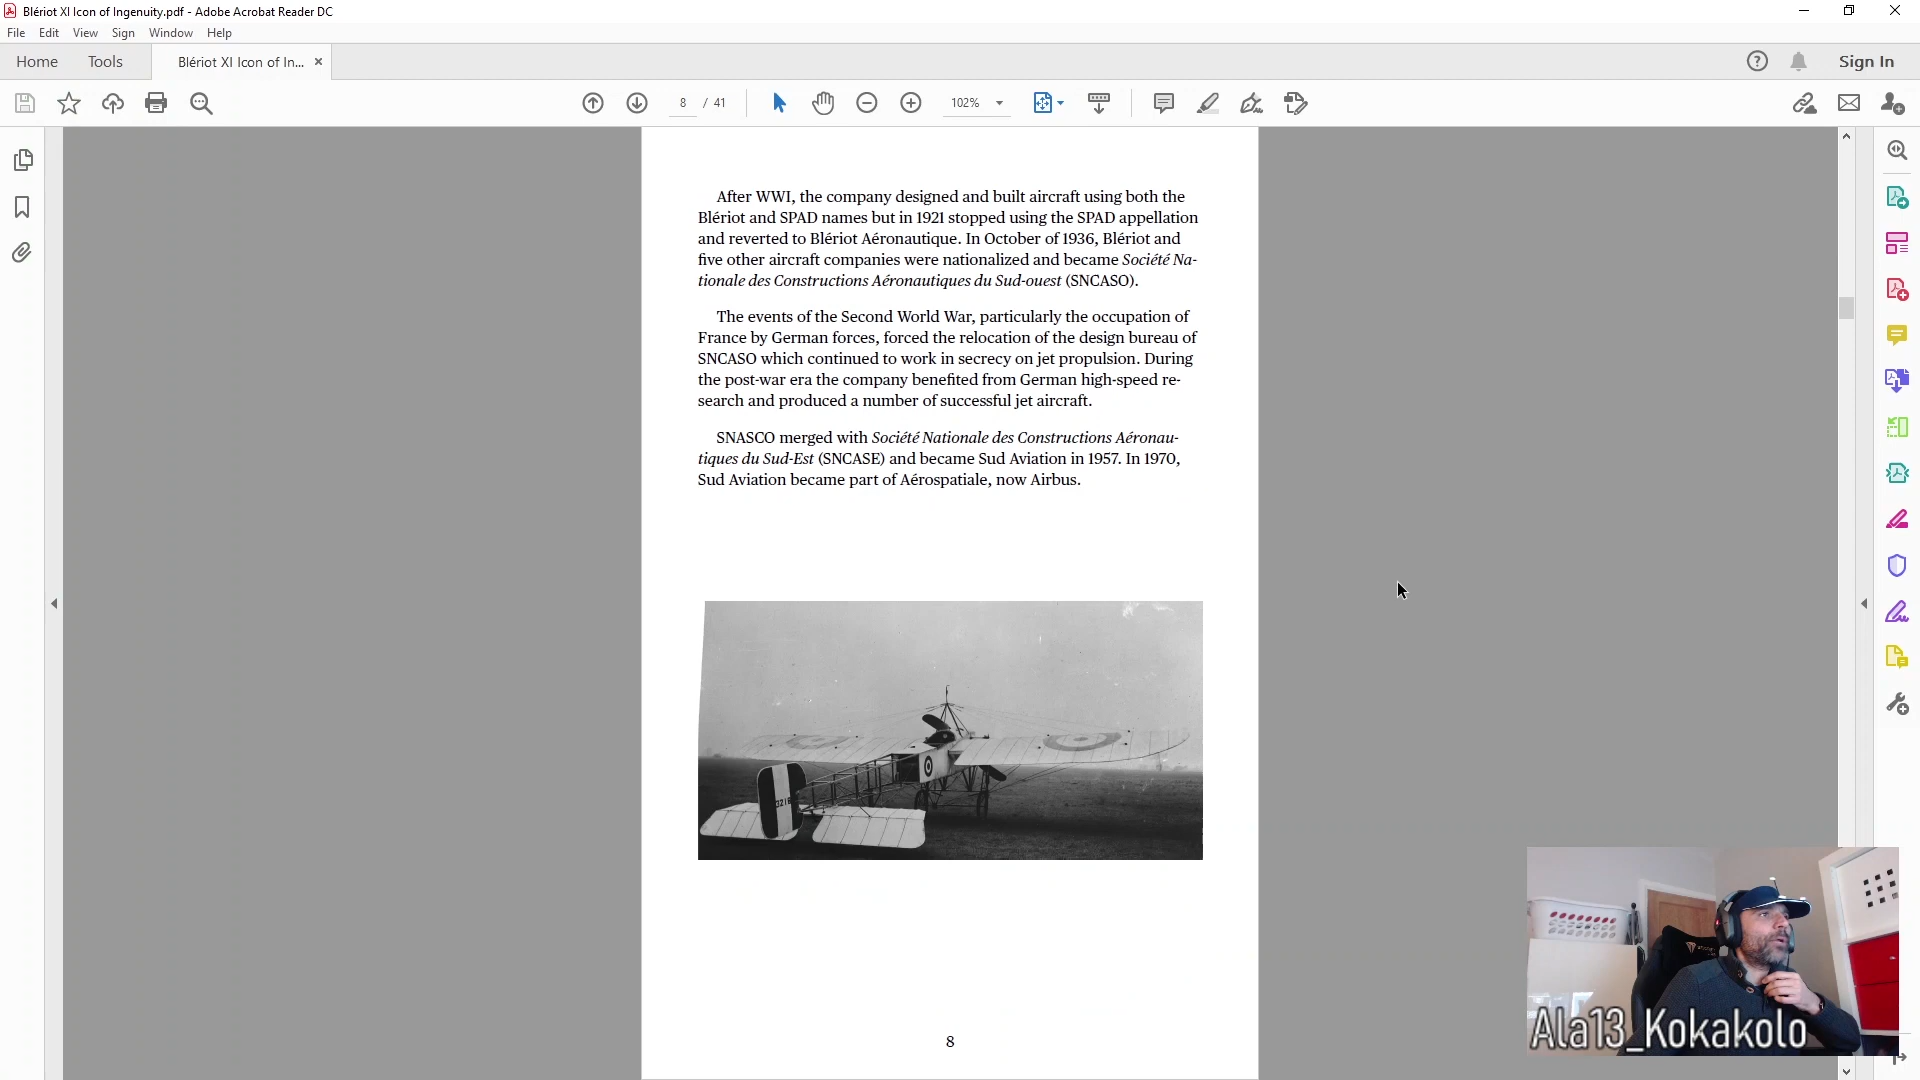 Blériot XI Icon of Ingenuity.pdf - Adobe Acrobat Reader DC
File Edit View Sign Window Help
Home Tools Blériot XI Icon of In... Sign In
8 / 41 102%
After WWI, the company designed and built aircraft using both the
Blériot and SPAD names but in 1921 stopped using the SPAD appellation
and reverted to Blériot Aéronautique. In October of 1936, Blériot and
five other aircraft companies were nationalized and became Société Na-
tionale des Constructions Aéronautiques du Sud-ouest (SNCASO).
The events of the Second World War, particularly the occupation of
France by German forces, forced the relocation of the design bureau of
SNCASO which continued to work in secrecy on jet propulsion. During
the post-war era the company benefited from German high-speed re-
search and produced a number of successful jet aircraft.
SNASCO merged with Société Nationale des Constructions Aéronau-
tiques du Sud-Est (SNCASE) and became Sud Aviation in 1957. In 1970,
Sud Aviation became part of Aérospatiale, now Airbus.
8
Ala13_Kokakolo